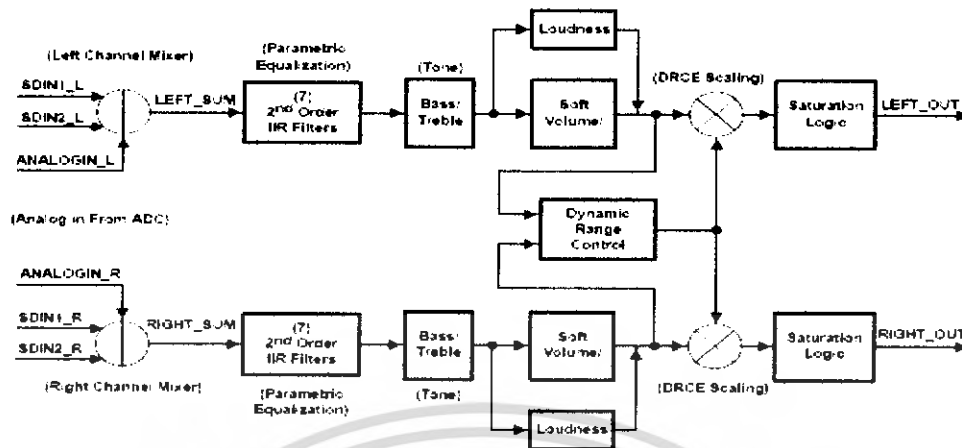 Loudness
(Left Channel Mixer)
(Parametric
Equalization)
(Tone)
(DRCE Scaling)
SDIN1_L
LEFT_SUM
(7)
2nd Order
IIR Filters
Bass/
Treble
Soft
Volume/
Saturation
Logic
LEFT_OUT
SDIN2_L
ANALOGIN_L
(Analog in From ADC)
Dynamic
Range
Control
ANALOGIN_R
SDIN1_R
RIGHT_SUM
(7)
2nd Order
IIR Filters
Bass/
Treble
Soft
Volume/
Saturation
Logic
RIGHT_OUT
SDIN2_R
(Right Channel Mixer)
(Parametric
Equalization)
(Tone)
(DRCE Scaling)
Loudness